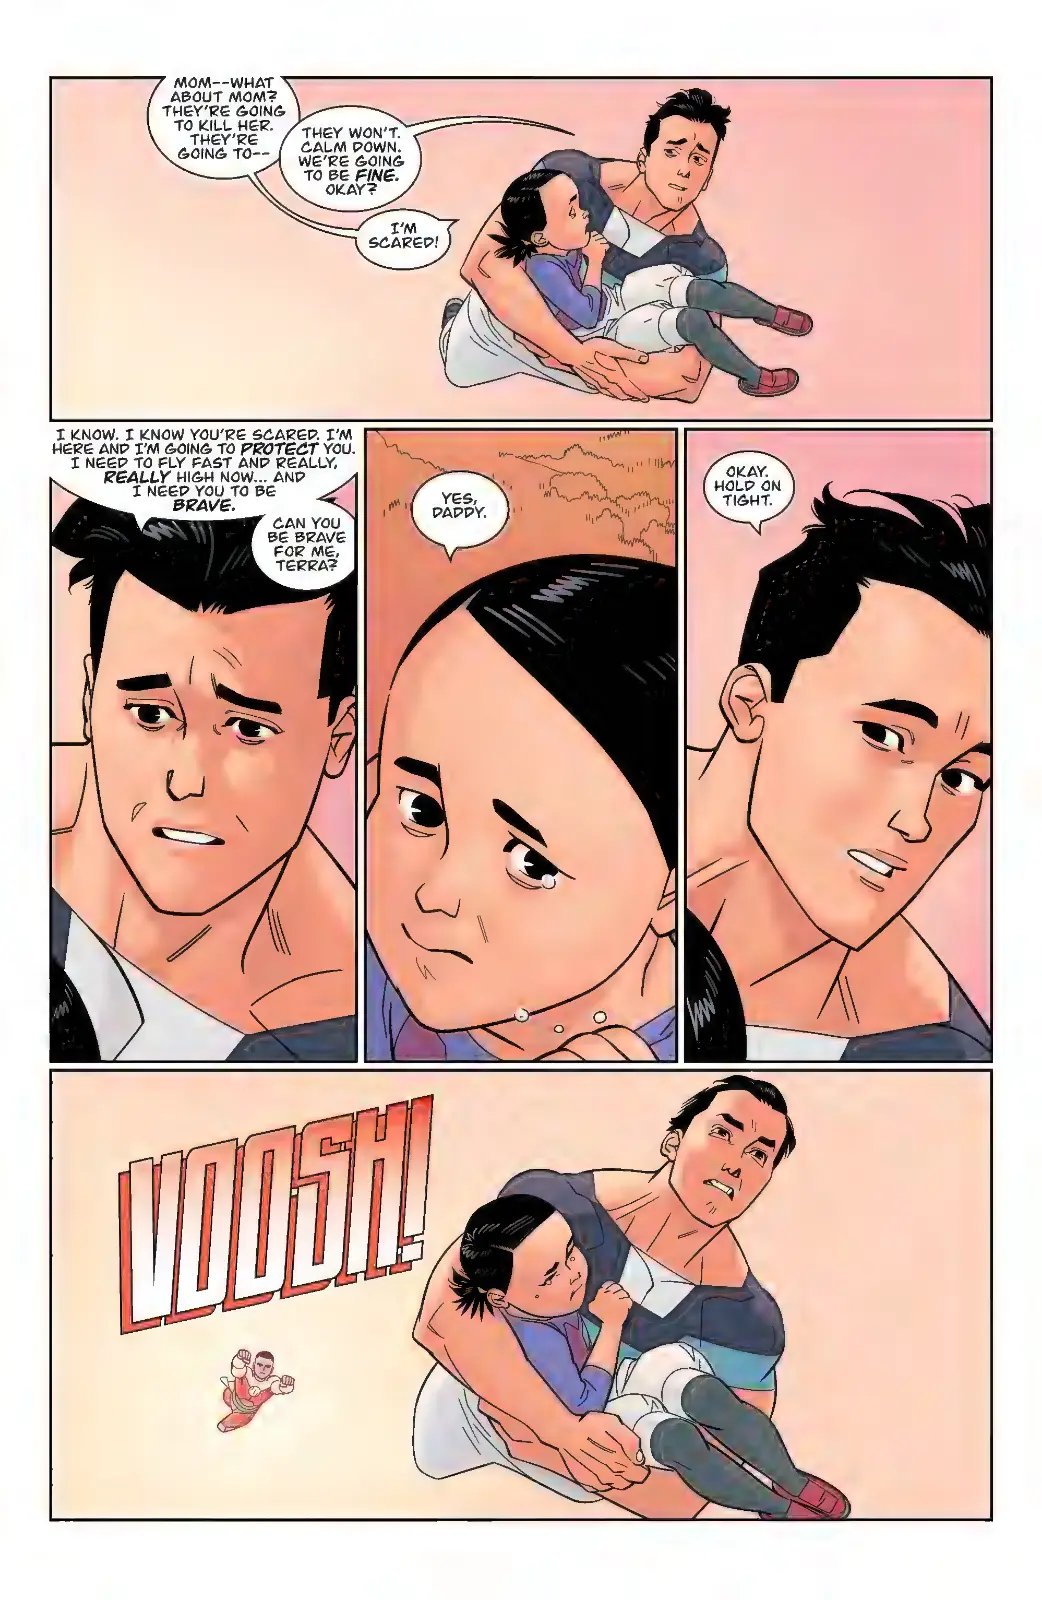 MOM--WHAT
ABOUT MOM?
THEY'RE GOING
TO KILL HER.
THEY'RE
GOING TO--
THEY WON'T.
CALM DOWN.
WE'RE GOING
TO BE FINE.
OKAY?
I'M
SCARED!
I KNOW. I KNOW YOU'RE SCARED. I'M
HERE AND I'M GOING TO PROTECT YOU.
I NEED TO FLY FAST AND REALLY,
REALLY HIGH NOW... AND
I NEED YOU TO BE
BRAVE.
CAN YOU
BE BRAVE
FOR ME,
TERRA?
YES,
DADDY.
OKAY.
HOLD ON
TIGHT.
VOOSH!